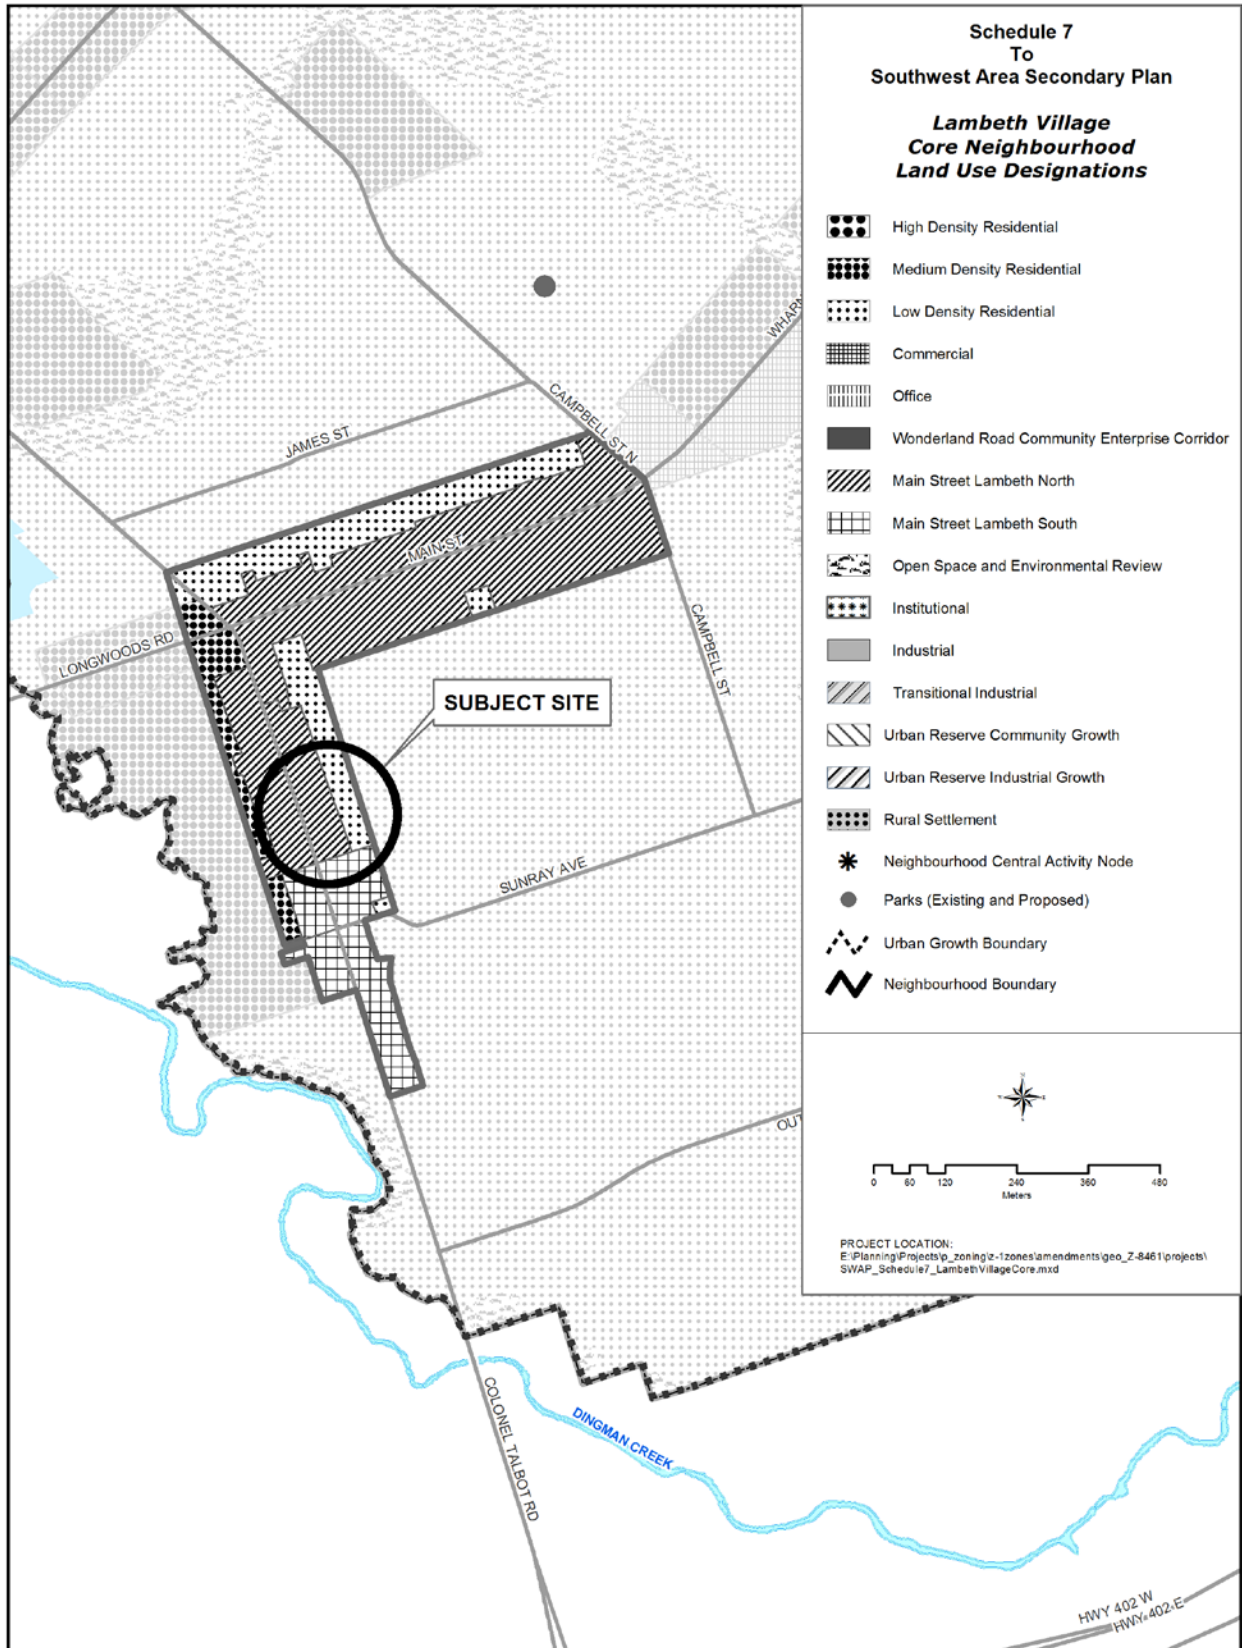 Schedule 7
To
Southwest Area Secondary Plan
Lambeth Village
Core Neighbourhood
Land Use Designations
High Density Residential
Medium Density Residential
Low Density Residential
Commercial
Office
Wonderland Road Community Enterprise Corridor
Main Street Lambeth North
Main Street Lambeth South
Open Space and Environmental Review
Institutional
Industrial
Transitional Industrial
Urban Reserve Community Growth
Urban Reserve Industrial Growth
Rural Settlement
Neighbourhood Central Activity Node
Parks (Existing and Proposed)
Urban Growth Boundary
Neighbourhood Boundary
0 60 120 240 360 480
Meters
PROJECT LOCATION:
E:\Planning\Projects\p_zoning\z-1zones\amendments\geo_Z-8461\projects\
SWAP_Schedule7_LambethVillageCore.mxd
WHARN
CAMPBELL ST N
JAMES ST
MAIN ST
LONGWOODS RD
CAMPBELL ST
SUBJECT SITE
SUNRAY AVE
OUT
COLONEL TALBOT RD
DINGMAN CREEK
HWY 402 W
HWY 402 E